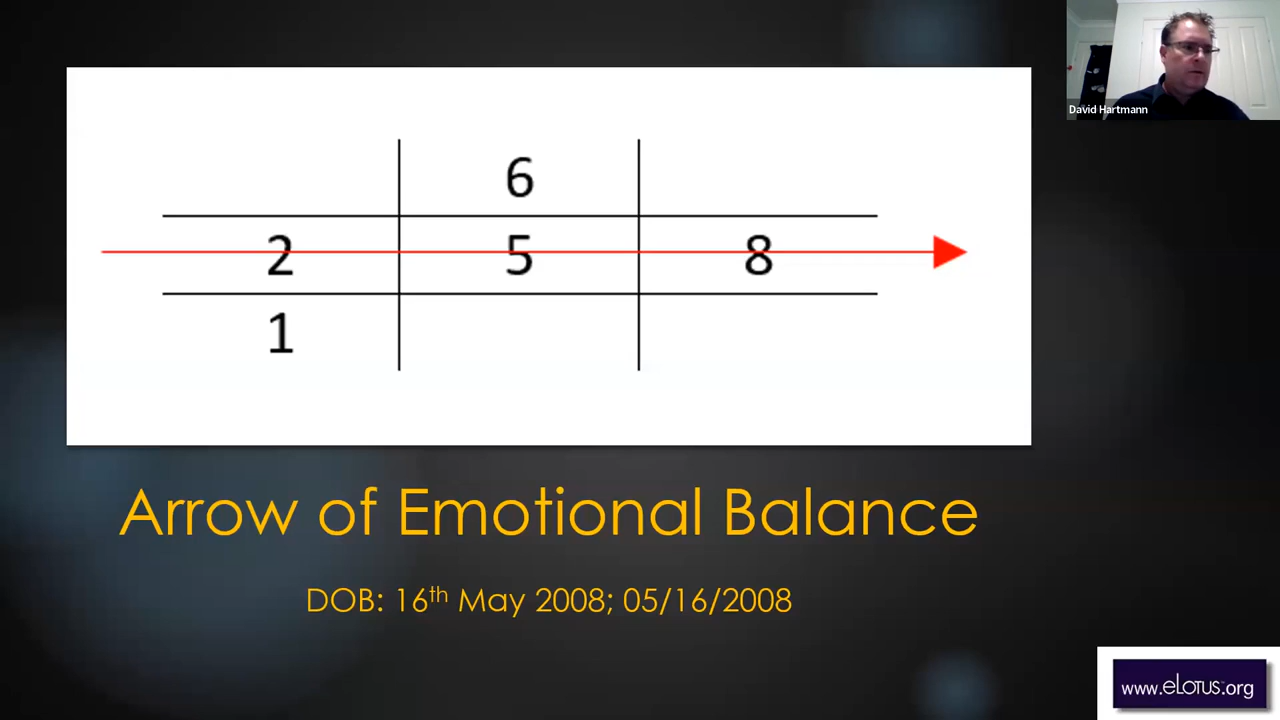 David Hartmann
6
2 5 8
1
Arrow of Emotional Balance
DOB: 16th May 2008; 05/16/2008
www.eLOTUS.org